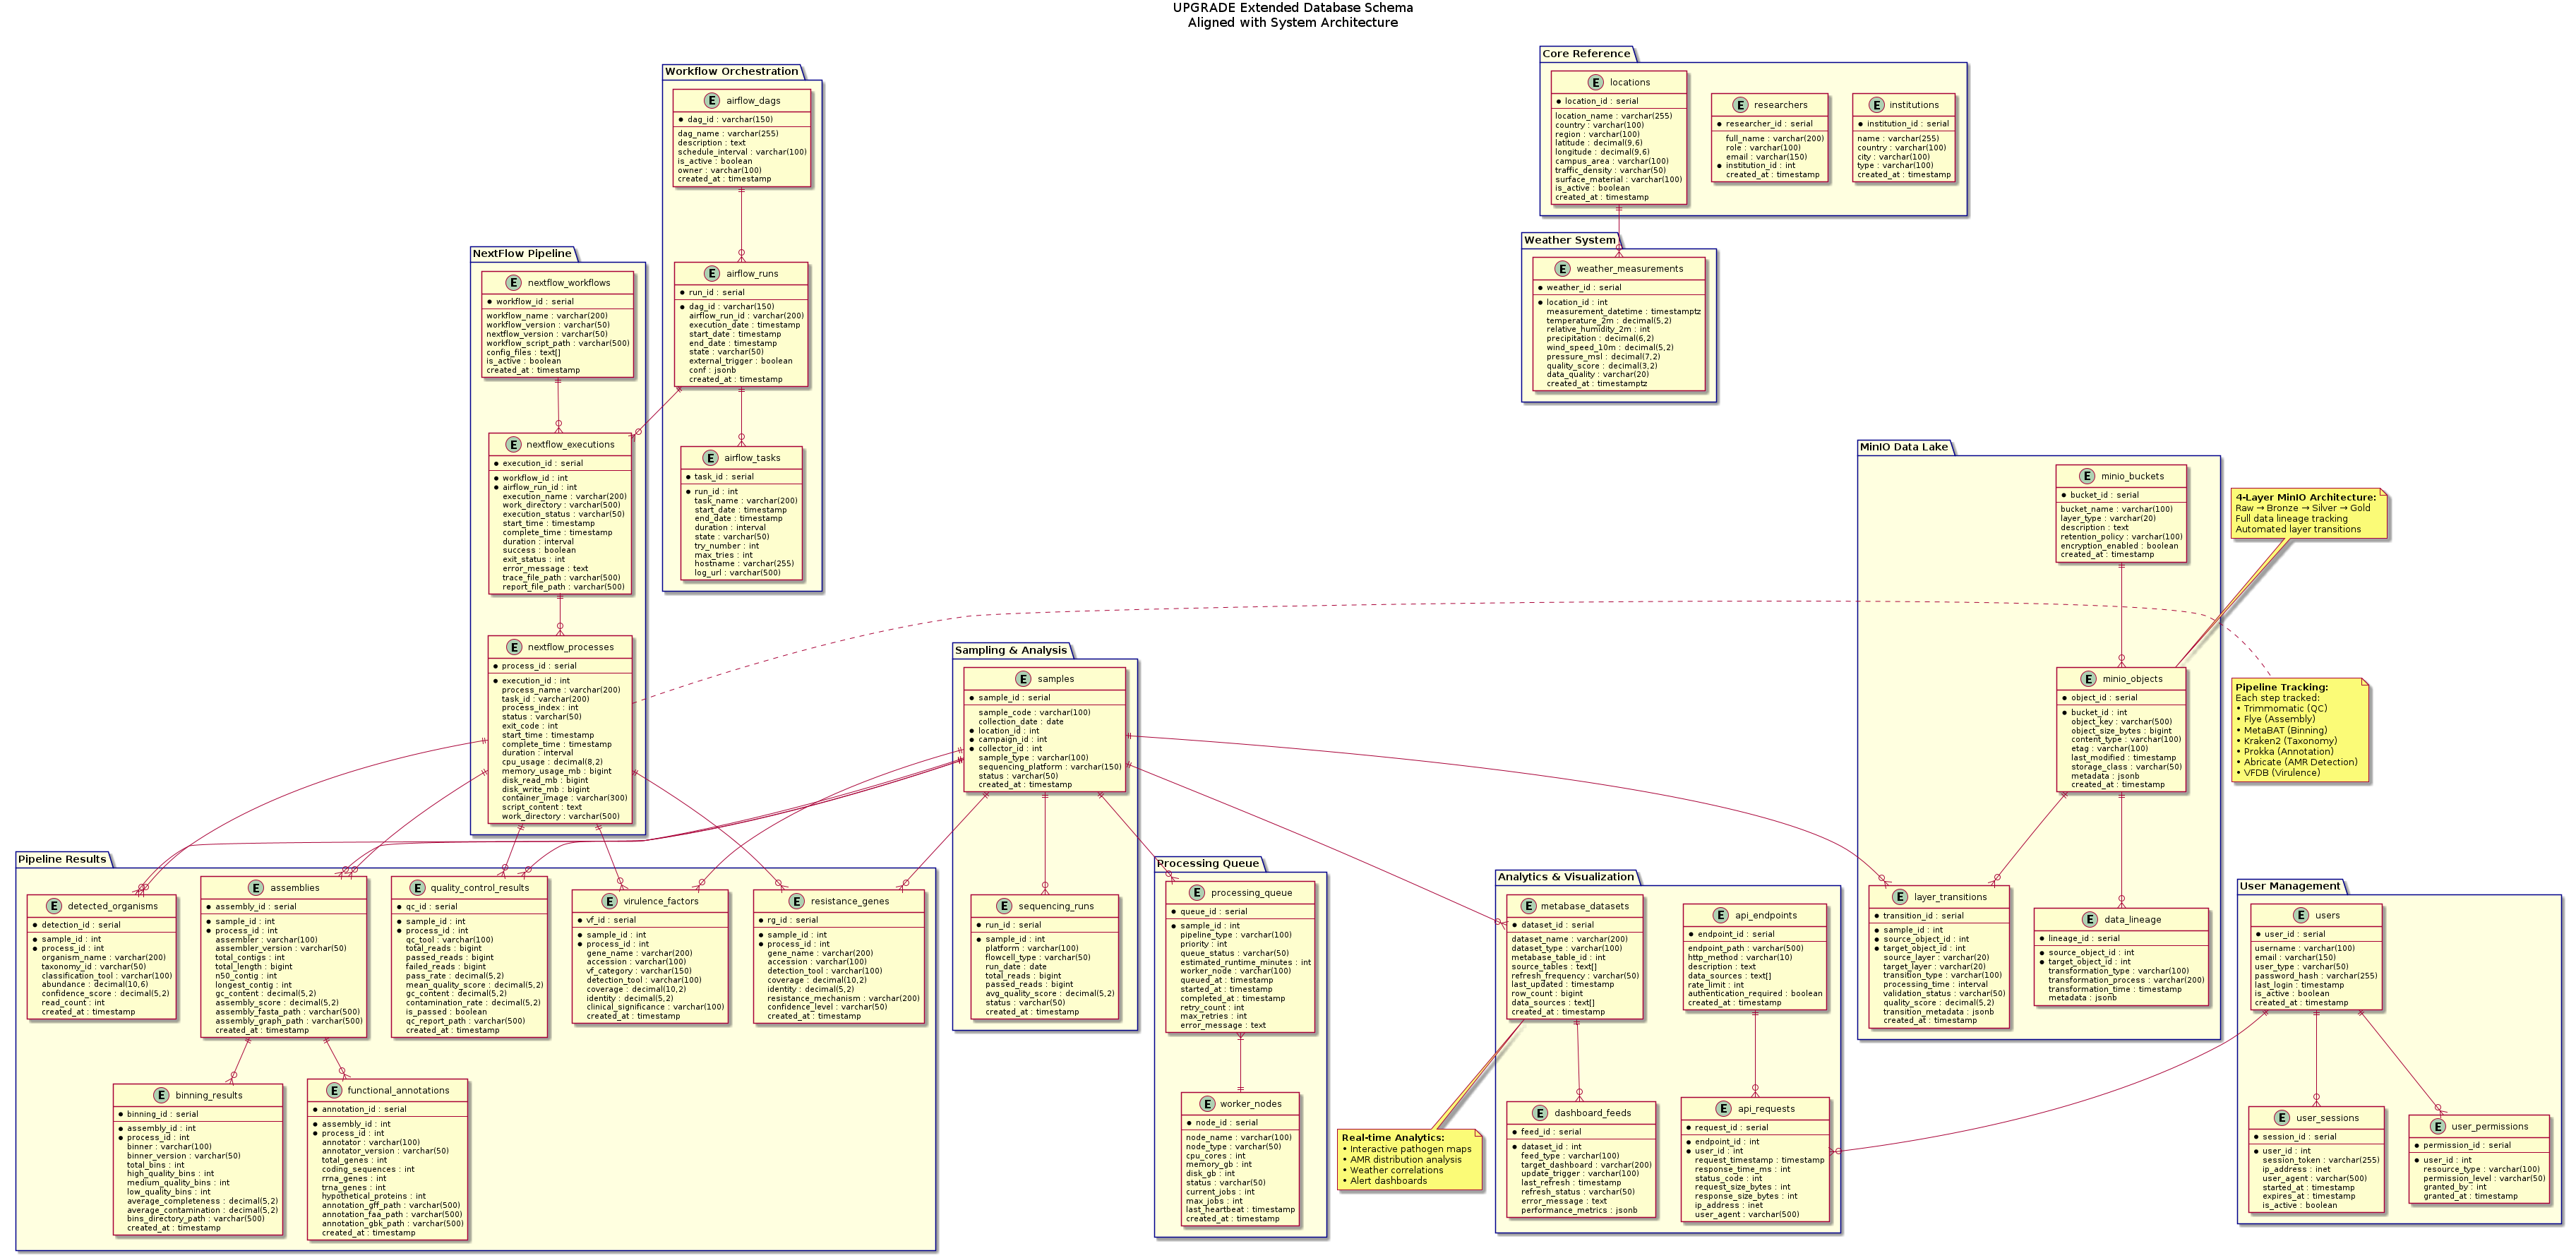 UPGRADE Extended Database Schema
Aligned with System Architecture
Core Reference
E locations
location_id : serial
location_name : varchar(255)
country : varchar(100)
region : varchar(100)
latitude : decimal(9,6)
longitude : decimal(9,6)
campus_area : varchar(100)
traffic_density : varchar(50)
surface_material : varchar(100)
is_active : boolean
created_at : timestamp
E researchers
researcher_id : serial
full_name : varchar(200)
role : varchar(100)
email : varchar(150)
institution_id : int
created_at : timestamp
E institutions
institution_id : serial
name : varchar(255)
country : varchar(100)
city : varchar(100)
type : varchar(100)
created_at : timestamp
Workflow Orchestration
E airflow_dags
dag_id : varchar(150)
dag_name : varchar(255)
description : text
schedule_interval : varchar(100)
is_active : boolean
owner : varchar(100)
created_at : timestamp
E airflow_runs
run_id : serial
dag_id : varchar(150)
airflow_run_id : varchar(200)
execution_date : timestamp
start_date : timestamp
end_date : timestamp
state : varchar(50)
external_trigger : boolean
conf : jsonb
created_at : timestamp
E airflow_tasks
task_id : serial
run_id : int
task_name : varchar(200)
start_date : timestamp
end_date : timestamp
duration : interval
state : varchar(50)
try_number : int
max_tries : int
hostname : varchar(255)
log_url : varchar(500)
Weather System
E weather_measurements
weather_id : serial
location_id : int
measurement_datetime : timestamptz
temperature_2m : decimal(5,2)
relative_humidity_2m : int
precipitation : decimal(6,2)
wind_speed_10m : decimal(5,2)
pressure_msl : decimal(7,2)
quality_score : decimal(3,2)
data_quality : varchar(20)
created_at : timestamptz
NextFlow Pipeline
E nextflow_workflows
workflow_id : serial
workflow_name : varchar(200)
workflow_version : varchar(50)
nextflow_version : varchar(50)
workflow_script_path : varchar(500)
config_files : text[]
is_active : boolean
created_at : timestamp
E nextflow_executions
execution_id : serial
workflow_id : int
airflow_run_id : int
execution_name : varchar(200)
work_directory : varchar(500)
execution_status : varchar(50)
start_time : timestamp
complete_time : timestamp
duration : interval
success : boolean
exit_status : int
error_message : text
trace_file_path : varchar(500)
report_file_path : varchar(500)
E nextflow_processes
process_id : serial
execution_id : int
process_name : varchar(200)
task_id : varchar(200)
process_index : int
status : varchar(50)
exit_code : int
start_time : timestamp
complete_time : timestamp
duration : interval
cpu_usage : decimal(8,2)
memory_usage_mb : bigint
disk_read_mb : bigint
disk_write_mb : bigint
container_image : varchar(300)
script_content : text
work_directory : varchar(500)
MinIO Data Lake
E minio_buckets
bucket_id : serial
bucket_name : varchar(100)
layer_type : varchar(20)
description : text
retention_policy : varchar(100)
encryption_enabled : boolean
created_at : timestamp
4-Layer MinIO Architecture:
Raw → Bronze → Silver → Gold
Full data lineage tracking
Automated layer transitions
E minio_objects
object_id : serial
bucket_id : int
object_key : varchar(500)
object_size_bytes : bigint
content_type : varchar(100)
etag : varchar(100)
last_modified : timestamp
storage_class : varchar(50)
metadata : jsonb
created_at : timestamp
Pipeline Tracking:
Each step tracked:
• Trimmomatic (QC)
• Flye (Assembly)
• MetaBAT (Binning)
• Kraken2 (Taxonomy)
• Prokka (Annotation)
• Abricate (AMR Detection)
• VFDB (Virulence)
Sampling & Analysis
E samples
sample_id : serial
sample_code : varchar(100)
collection_date : date
location_id : int
campaign_id : int
collector_id : int
sample_type : varchar(100)
sequencing_platform : varchar(150)
status : varchar(50)
created_at : timestamp
E sequencing_runs
run_id : serial
sample_id : int
platform : varchar(100)
flowcell_type : varchar(50)
run_date : date
total_reads : bigint
passed_reads : bigint
avg_quality_score : decimal(5,2)
status : varchar(50)
created_at : timestamp
Pipeline Results
E detected_organisms
detection_id : serial
sample_id : int
process_id : int
organism_name : varchar(200)
taxonomy_id : varchar(50)
classification_tool : varchar(100)
abundance : decimal(10,6)
confidence_score : decimal(5,2)
read_count : int
created_at : timestamp
E assemblies
assembly_id : serial
sample_id : int
process_id : int
assembler : varchar(100)
assembler_version : varchar(50)
total_contigs : int
total_length : bigint
n50_contig : int
longest_contig : int
gc_content : decimal(5,2)
assembly_score : decimal(5,2)
assembly_fasta_path : varchar(500)
assembly_graph_path : varchar(500)
created_at : timestamp
E quality_control_results
qc_id : serial
sample_id : int
process_id : int
qc_tool : varchar(100)
total_reads : bigint
passed_reads : bigint
failed_reads : bigint
pass_rate : decimal(5,2)
mean_quality_score : decimal(5,2)
gc_content : decimal(5,2)
contamination_rate : decimal(5,2)
is_passed : boolean
qc_report_path : varchar(500)
created_at : timestamp
E virulence_factors
vf_id : serial
sample_id : int
process_id : int
gene_name : varchar(200)
accession : varchar(100)
vf_category : varchar(150)
detection_tool : varchar(100)
coverage : decimal(10,2)
identity : decimal(5,2)
clinical_significance : varchar(100)
created_at : timestamp
E resistance_genes
rg_id : serial
sample_id : int
process_id : int
gene_name : varchar(200)
accession : varchar(100)
detection_tool : varchar(100)
coverage : decimal(10,2)
identity : decimal(5,2)
resistance_mechanism : varchar(200)
confidence_level : varchar(50)
created_at : timestamp
E binning_results
binning_id : serial
assembly_id : int
process_id : int
binner : varchar(100)
binner_version : varchar(50)
total_bins : int
high_quality_bins : int
medium_quality_bins : int
low_quality_bins : int
average_completeness : decimal(5,2)
average_contamination : decimal(5,2)
bins_directory_path : varchar(500)
created_at : timestamp
E functional_annotations
annotation_id : serial
assembly_id : int
process_id : int
annotator : varchar(100)
annotator_version : varchar(50)
total_genes : int
coding_sequences : int
rrna_genes : int
trna_genes : int
hypothetical_proteins : int
annotation_gff_path : varchar(500)
annotation_faa_path : varchar(500)
annotation_gbk_path : varchar(500)
created_at : timestamp
Processing Queue
E processing_queue
queue_id : serial
sample_id : int
pipeline_type : varchar(100)
priority : int
queue_status : varchar(50)
estimated_runtime_minutes : int
worker_node : varchar(100)
queued_at : timestamp
started_at : timestamp
completed_at : timestamp
retry_count : int
max_retries : int
error_message : text
E worker_nodes
node_id : serial
node_name : varchar(100)
node_type : varchar(50)
cpu_cores : int
memory_gb : int
disk_gb : int
status : varchar(50)
current_jobs : int
max_jobs : int
last_heartbeat : timestamp
created_at : timestamp
Real-time Analytics:
• Interactive pathogen maps
• AMR distribution analysis
• Weather correlations
• Alert dashboards
Analytics & Visualization
E metabase_datasets
dataset_id : serial
dataset_name : varchar(200)
dataset_type : varchar(100)
metabase_table_id : int
source_tables : text[]
refresh_frequency : varchar(50)
last_updated : timestamp
row_count : bigint
data_sources : text[]
created_at : timestamp
E api_endpoints
endpoint_id : serial
endpoint_path : varchar(500)
http_method : varchar(10)
description : text
data_sources : text[]
rate_limit : int
authentication_required : boolean
created_at : timestamp
E dashboard_feeds
feed_id : serial
dataset_id : int
feed_type : varchar(100)
target_dashboard : varchar(200)
update_trigger : varchar(100)
last_refresh : timestamp
refresh_status : varchar(50)
error_message : text
performance_metrics : jsonb
E api_requests
request_id : serial
endpoint_id : int
user_id : int
request_timestamp : timestamp
response_time_ms : int
status_code : int
request_size_bytes : int
response_size_bytes : int
ip_address : inet
user_agent : varchar(500)
E layer_transitions
transition_id : serial
sample_id : int
source_object_id : int
target_object_id : int
source_layer : varchar(20)
target_layer : varchar(20)
transition_type : varchar(100)
processing_time : interval
validation_status : varchar(50)
quality_score : decimal(5,2)
transition_metadata : jsonb
created_at : timestamp
E data_lineage
lineage_id : serial
source_object_id : int
target_object_id : int
transformation_type : varchar(100)
transformation_process : varchar(200)
transformation_time : timestamp
metadata : jsonb
User Management
E users
user_id : serial
username : varchar(100)
email : varchar(150)
user_type : varchar(50)
password_hash : varchar(255)
last_login : timestamp
is_active : boolean
created_at : timestamp
E user_sessions
session_id : serial
user_id : int
session_token : varchar(255)
ip_address : inet
user_agent : varchar(500)
started_at : timestamp
expires_at : timestamp
is_active : boolean
E user_permissions
permission_id : serial
user_id : int
resource_type : varchar(100)
permission_level : varchar(50)
granted_by : int
granted_at : timestamp